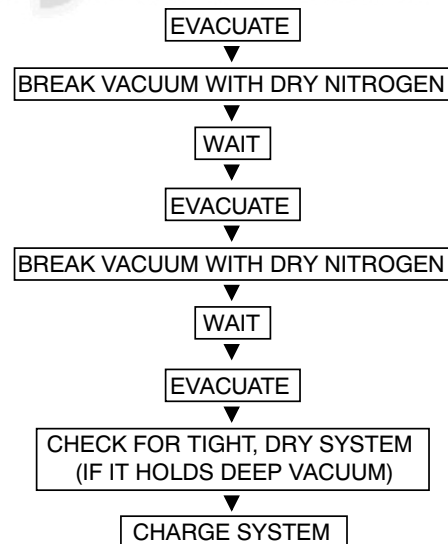 EVACUATE
BREAK VACUUM WITH DRY NITROGEN
WAIT
EVACUATE
BREAK VACUUM WITH DRY NITROGEN
WAIT
EVACUATE
CHECK FOR TIGHT, DRY SYSTEM
(IF IT HOLDS DEEP VACUUM)
CHARGE SYSTEM